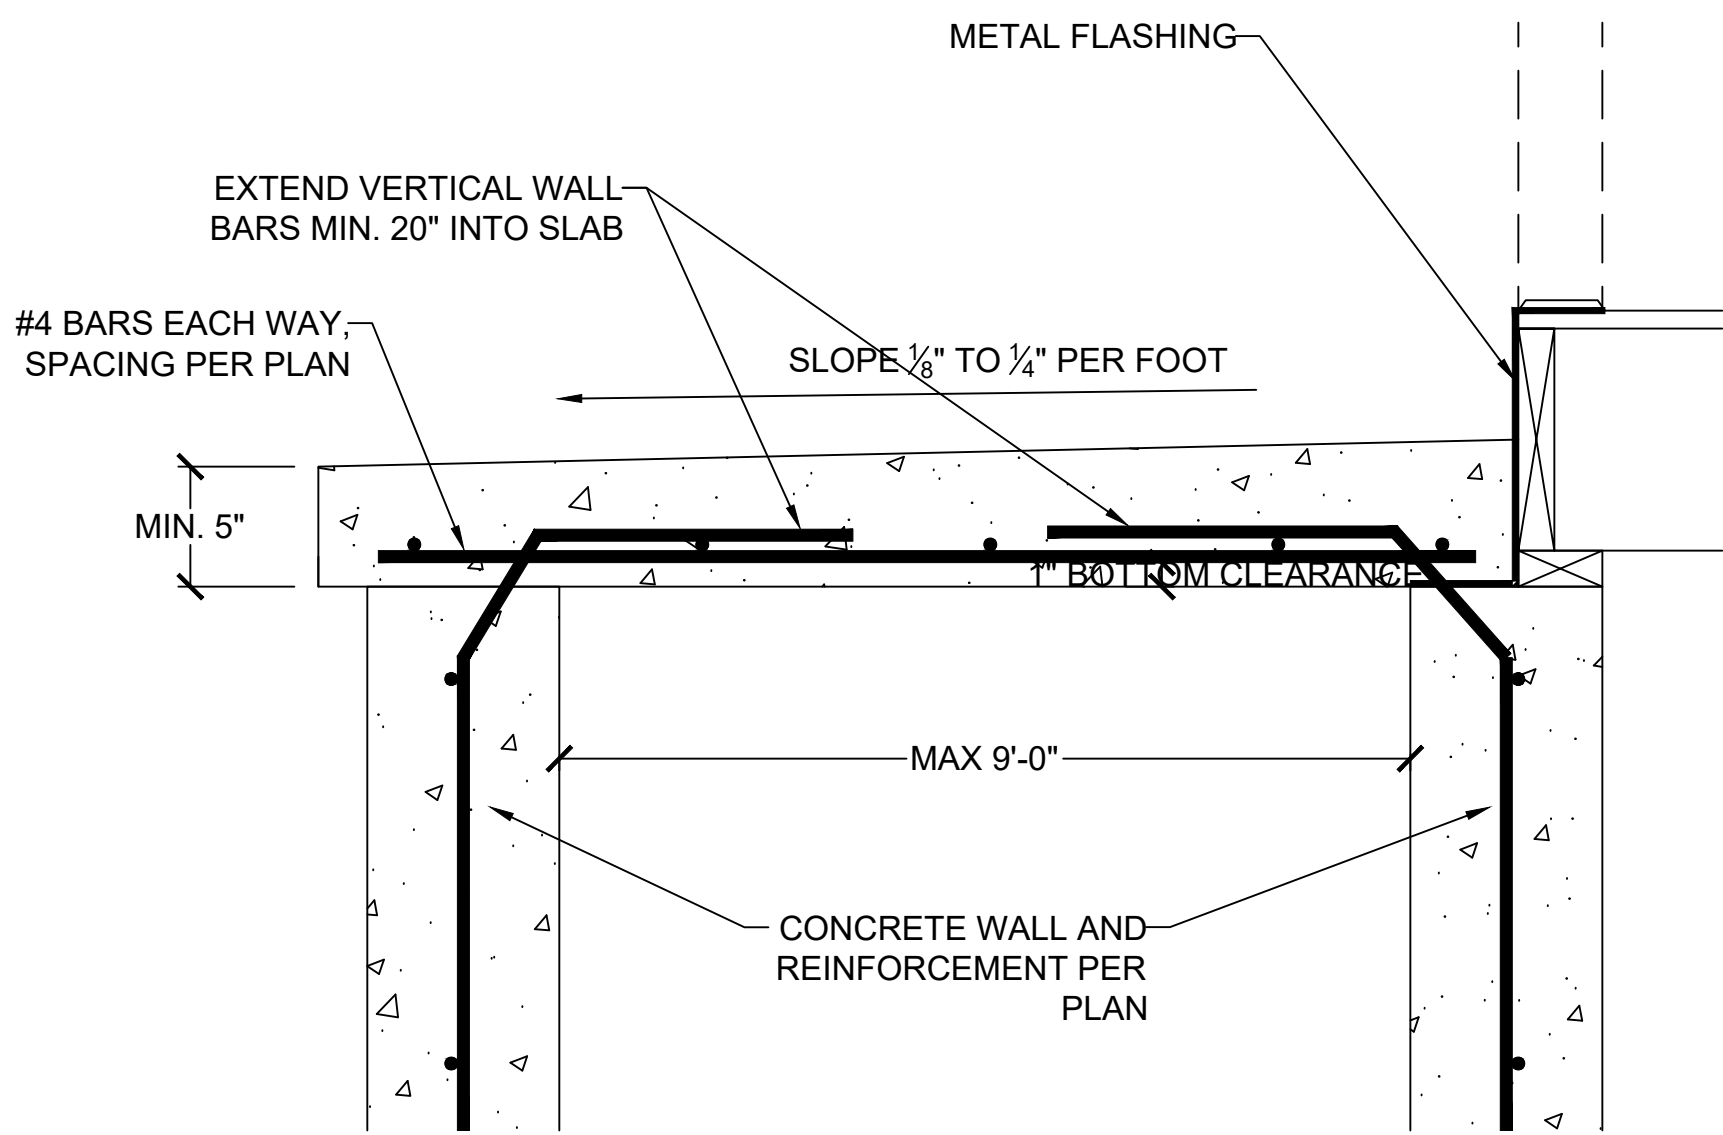 METAL FLASHING
EXTEND VERTICAL WALL
BARS MIN. 20" INTO SLAB
#4 BARS EACH WAY,
SPACING PER PLAN
SLOPE ⅛" TO ¼" PER FOOT
MIN. 5"
1" BOTTOM CLEARANCE
MAX 9'-0"
CONCRETE WALL AND
REINFORCEMENT PER
PLAN